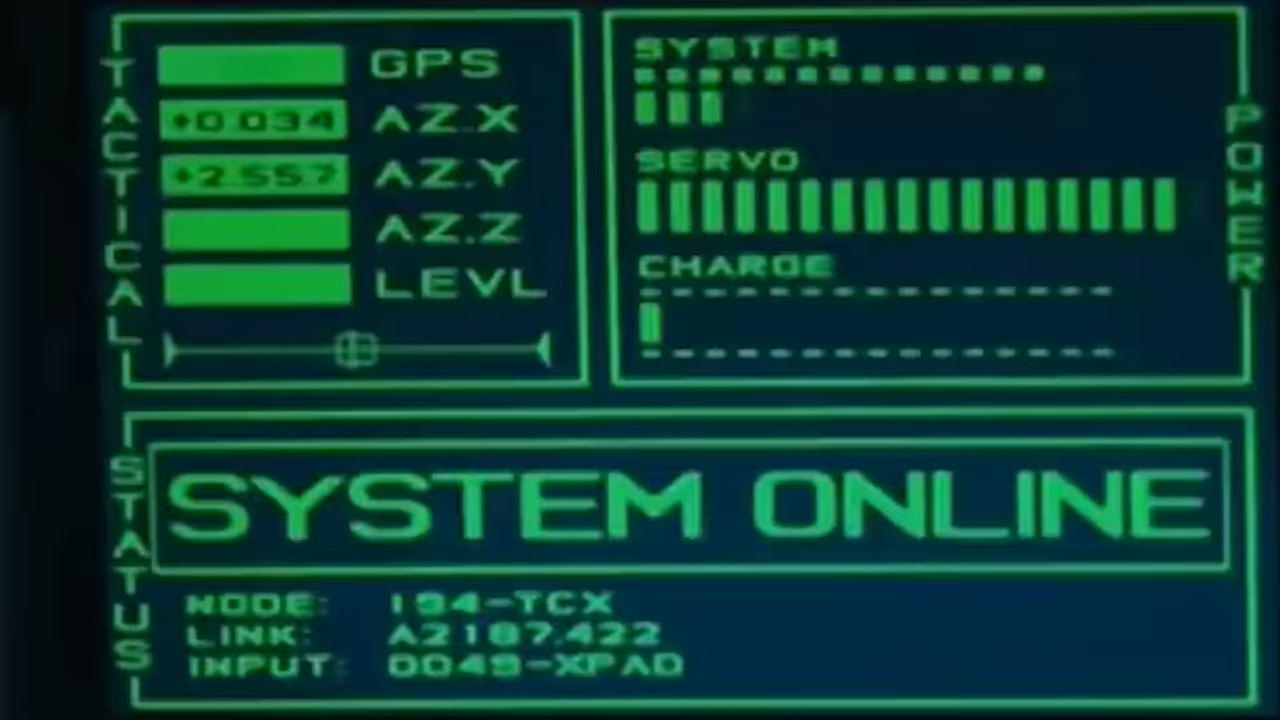 TACTICAL
GPS
+0.034 AZ.X
+2.557 AZ.Y
AZ.Z
LEVL
POWER
SYSTEM
SERVO
CHARGE
STATUS
SYSTEM ONLINE
NODE: 194-TCX
LINK: A2187.422
INPUT: 0049-XPAD